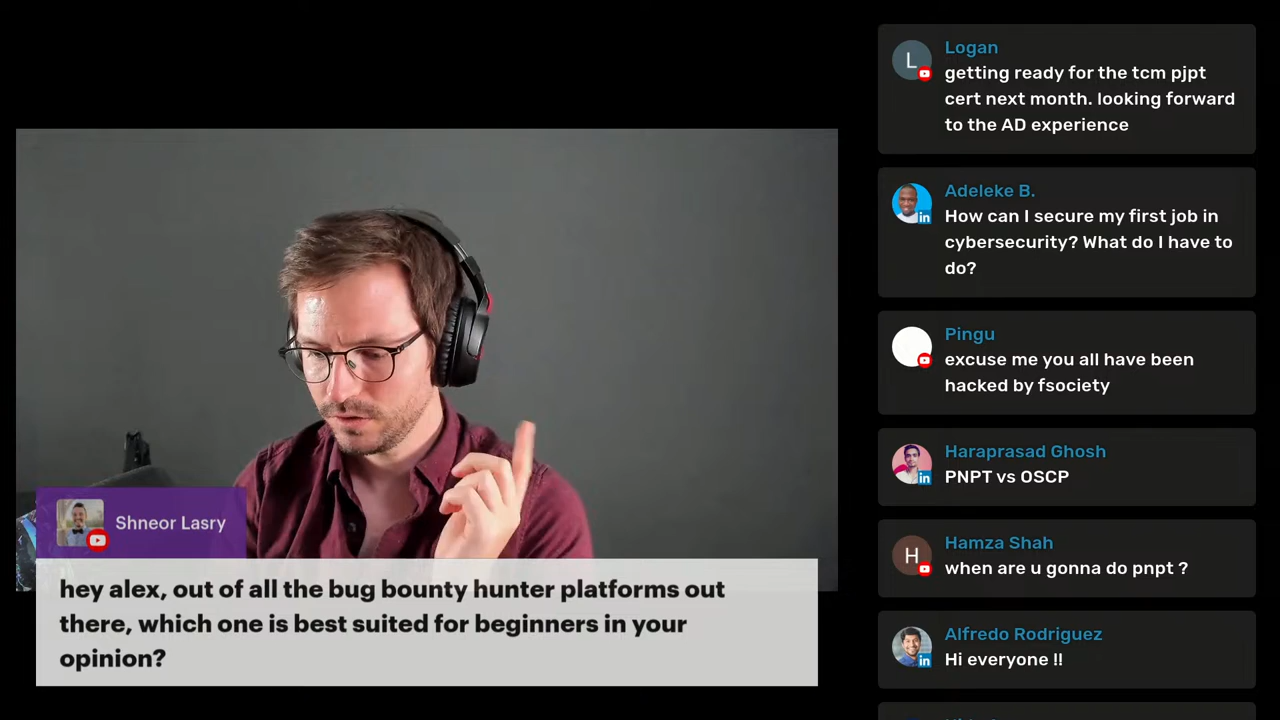 Shneor Lasry
hey alex, out of all the bug bounty hunter platforms out
there, which one is best suited for beginners in your
opinion?
L
Logan
getting ready for the tcm pjpt
cert next month. looking forward
to the AD experience
Adeleke B.
How can I secure my first job in
cybersecurity? What do I have to
do?
Pingu
excuse me you all have been
hacked by fsociety
Haraprasad Ghosh
PNPT vs OSCP
H
Hamza Shah
when are u gonna do pnpt ?
Alfredo Rodriguez
Hi everyone !!